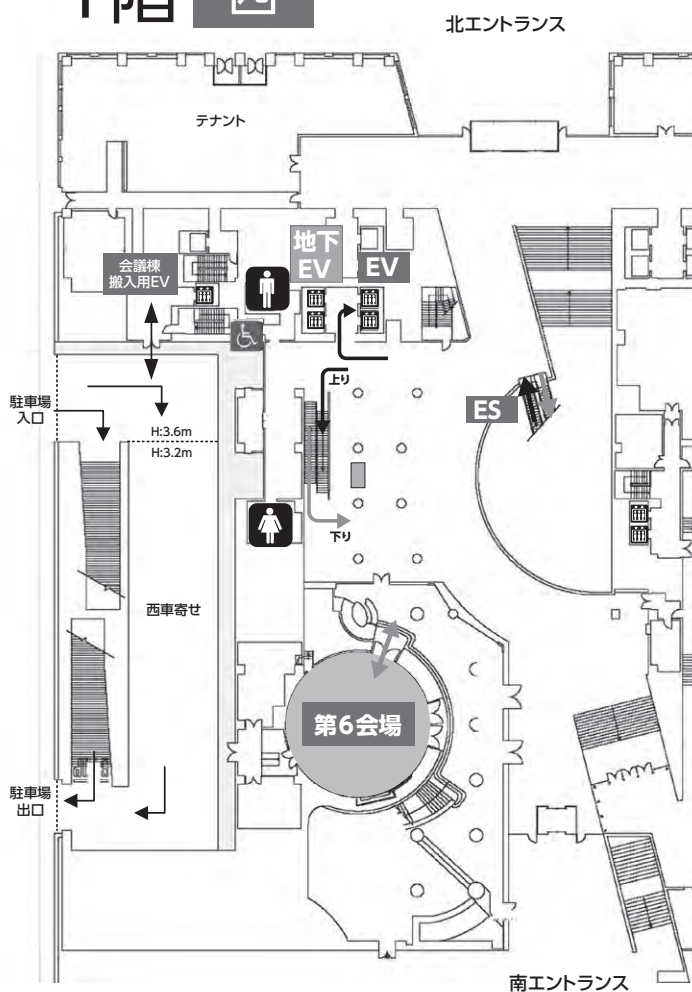 1階
北エントランス
テナント
地下
EV
EV
会議棟
搬入用EV
上り
ES
駐車場
入口
H:3.6m
H:3.2m
下り
西車寄せ
第6会場
駐車場
出口
南エントランス